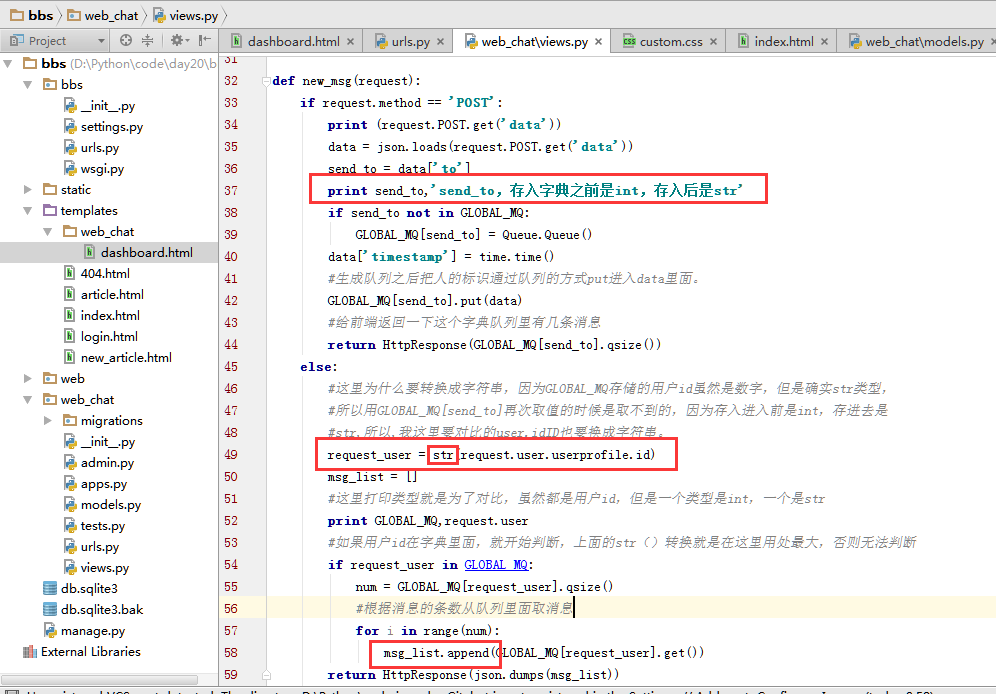 bbs web_chat views.py
Project dashboard.html urls.py web_chat\views.py custom.css index.html web_chat\models.py
bbs (D:\Python\code\day20\b
bbs
__init__.py
settings.py
urls.py
wsgi.py
static
templates
web_chat
dashboard.html
404.html
article.html
index.html
login.html
new_article.html
web
web_chat
migrations
__init__.py
admin.py
apps.py
models.py
tests.py
urls.py
views.py
db.sqlite3
db.sqlite3.bak
manage.py
External Libraries
31
32 def new_msg(request):
33 if request.method == 'POST':
34 print (request.POST.get('data'))
35 data = json.loads(request.POST.get('data'))
36 send_to = data['to']
37 print send_to,'send_to，存入字典之前是int，存入后是str'
38 if send_to not in GLOBAL_MQ:
39 GLOBAL_MQ[send_to] = Queue.Queue()
40 data['timestamp'] = time.time()
41 #生成队列之后把人的标识通过队列的方式put进入data里面。
42 GLOBAL_MQ[send_to].put(data)
43 #给前端返回一下这个字典队列里有几条消息
44 return HttpResponse(GLOBAL_MQ[send_to].qsize())
45 else:
46 #这里为什么要转换成字符串，因为GLOBAL_MQ存储的用户id虽然是数字，但是确实str类型，
47 #所以用GLOBAL_MQ[send_to]再次取值的时候是取不到的，因为存入进入前是int，存进去是
48 #str,所以,我这里要对比的user.idID也要换成字符串。
49 request_user = str(request.user.userprofile.id)
50 msg_list = []
51 #这里打印类型就是为了对比，虽然都是用户id，但是一个类型是int，一个是str
52 print GLOBAL_MQ,request.user
53 #如果用户id在字典里面，就开始判断，上面的str（）转换就是在这里用处最大，否则无法判断
54 if request_user in GLOBAL_MQ:
55 num = GLOBAL_MQ[request_user].qsize()
56 #根据消息的条数从队列里面取消息
57 for i in range(num):
58 msg_list.append(GLOBAL_MQ[request_user].get())
59 return HttpResponse(json.dumps(msg_list))